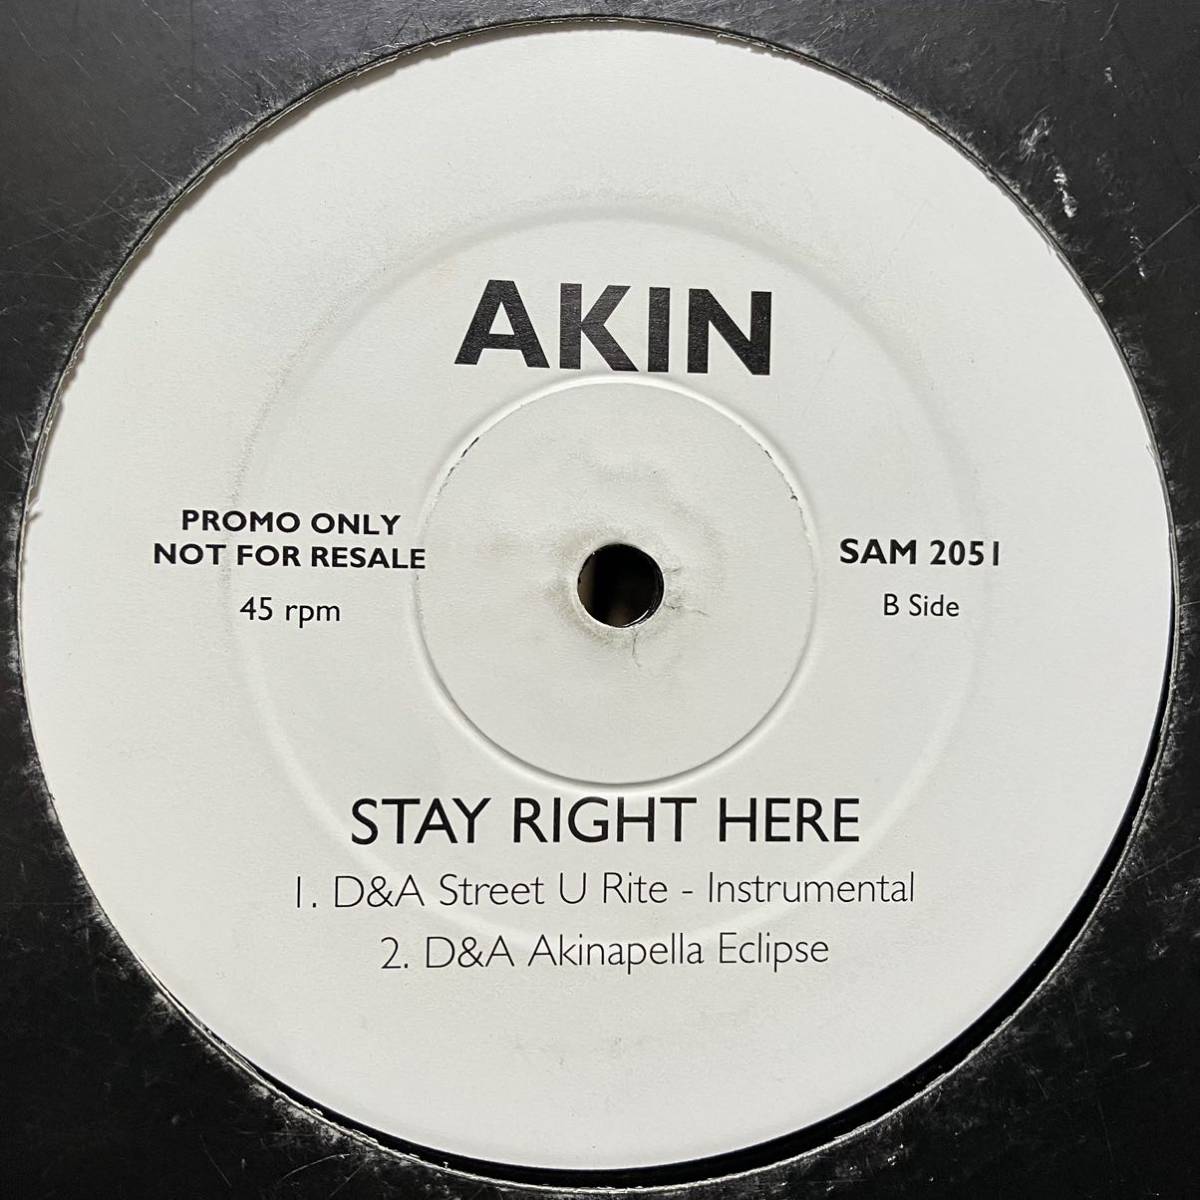 AKIN
PROMO ONLY
NOT FOR RESALE
45 rpm
SAM 2051
B Side
STAY RIGHT HERE
1. D&A Street U Rite - Instrumental
2. D&A Akinapella Eclipse